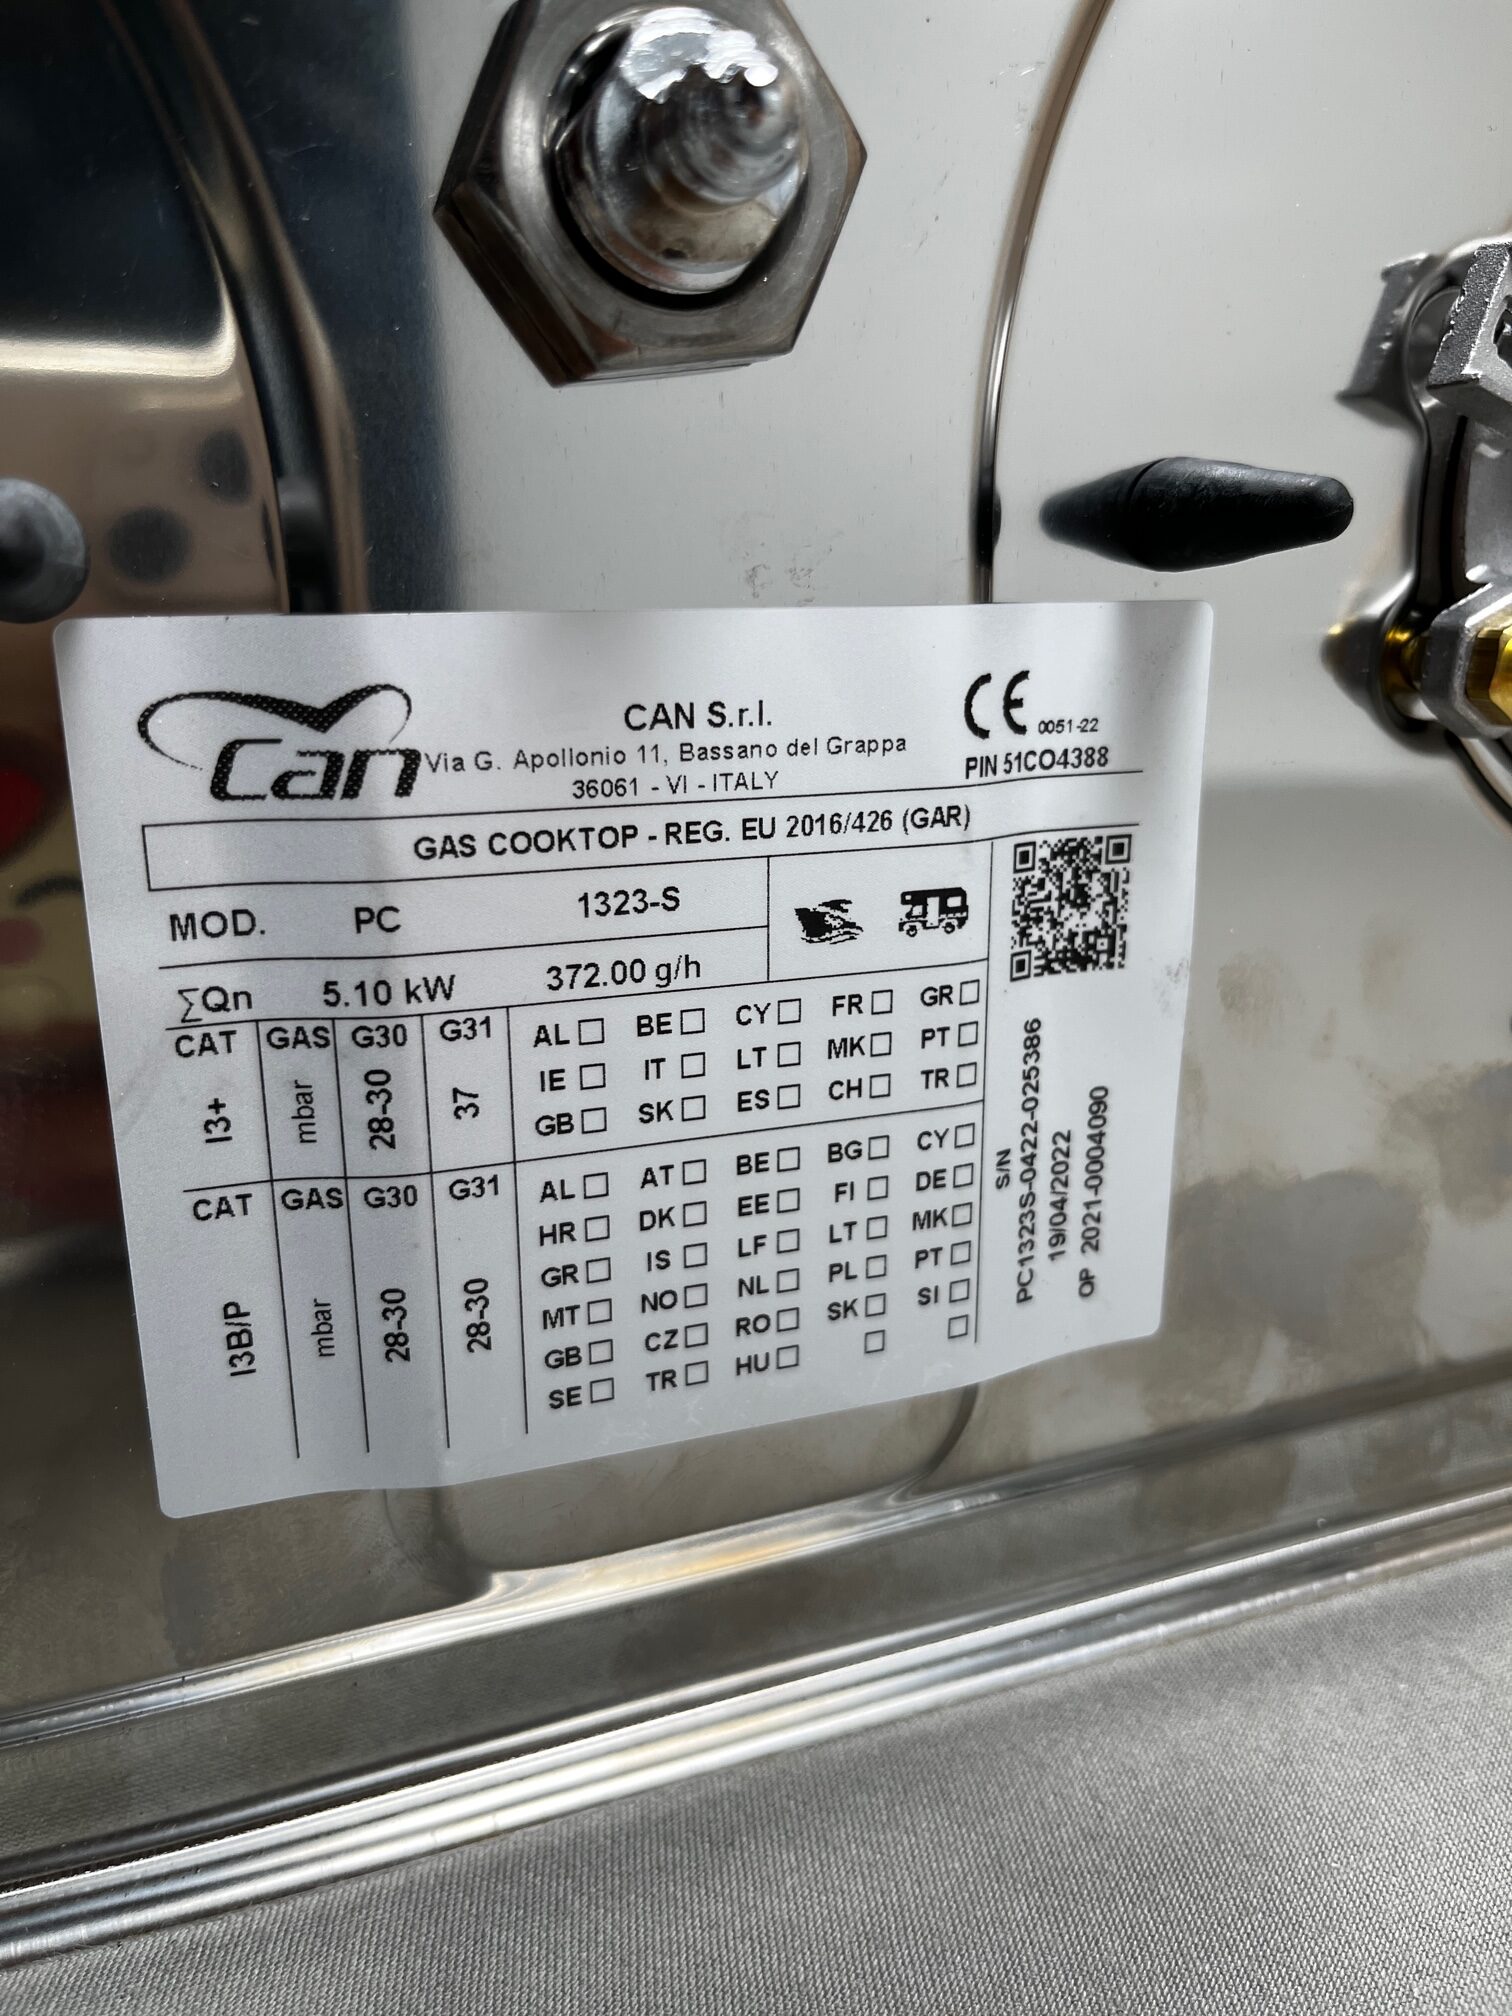 can
CAN S.r.l.
Via G. Apollonio 11, Bassano del Grappa
36061 - VI - ITALY
CE 0051-22
PIN 51CO4388
GAS COOKTOP - REG. EU 2016/426 (GAR)
MOD. PC 1323-S
∑Qn 5.10 kW 372.00 g/h
CAT GAS G30 G31
I3+ mbar 28-30 37
AL☐ BE☐ CY☐ FR☐ GR☐
IE☐ IT☐ LT☐ MK☐ PT☐
GB☐ SK☐ ES☐ CH☐ TR☐
CAT GAS G30 G31
I3B/P mbar 28-30 28-30
AL☐ AT☐ BE☐ BG☐ CY☐
HR☐ DK☐ EE☐ FI☐ DE☐
GR☐ IS☐ LF☐ LT☐ MK☐
MT☐ NO☐ NL☐ PL☐ PT☐
GB☐ CZ☐ RO☐ SK☐ SI☐
SE☐ TR☐ HU☐ ☐ ☐
S/N
PC1323S-0422-025386
19/04/2022
OP 2021-0004090